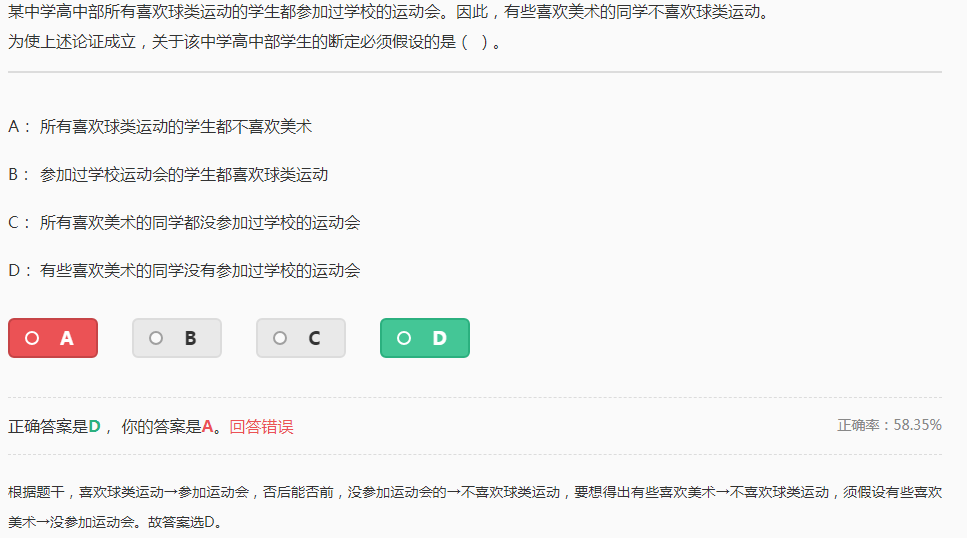 某中学高中部所有喜欢球类运动的学生都参加过学校的运动会。因此，有些喜欢美术的同学不喜欢球类运动。
为使上述论证成立，关于该中学高中部学生的断定必须假设的是（ ）。
A： 所有喜欢球类运动的学生都不喜欢美术
B： 参加过学校运动会的学生都喜欢球类运动
C： 所有喜欢美术的同学都没参加过学校的运动会
D： 有些喜欢美术的同学没有参加过学校的运动会
A B C D
正确答案是D， 你的答案是A。回答错误 正确率：58.35%
根据题干，喜欢球类运动→参加运动会，否后能否前，没参加运动会的→不喜欢球类运动，要想得出有些喜欢美术→不喜欢球类运动，须假设有些喜欢
美术→没参加运动会。故答案选D。